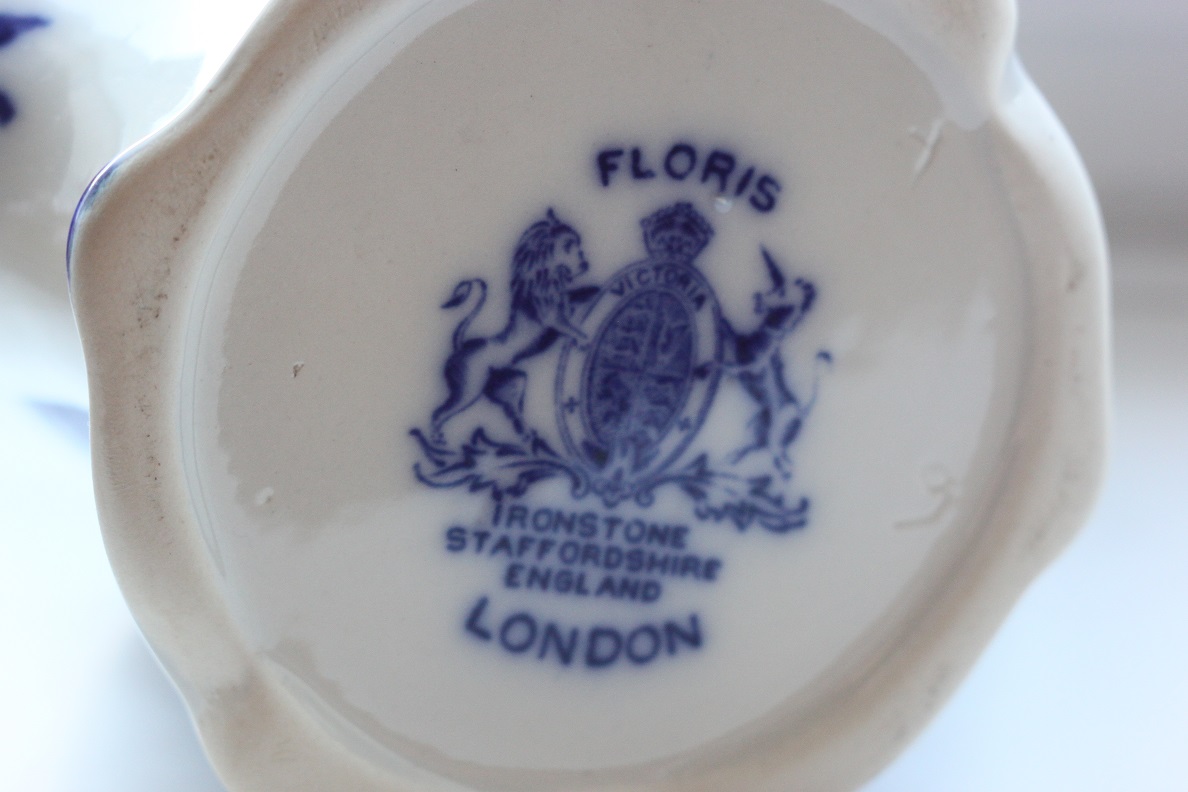 FLORIS
VICTORIA
IRONSTONE
STAFFORDSHIRE
ENGLAND
LONDON